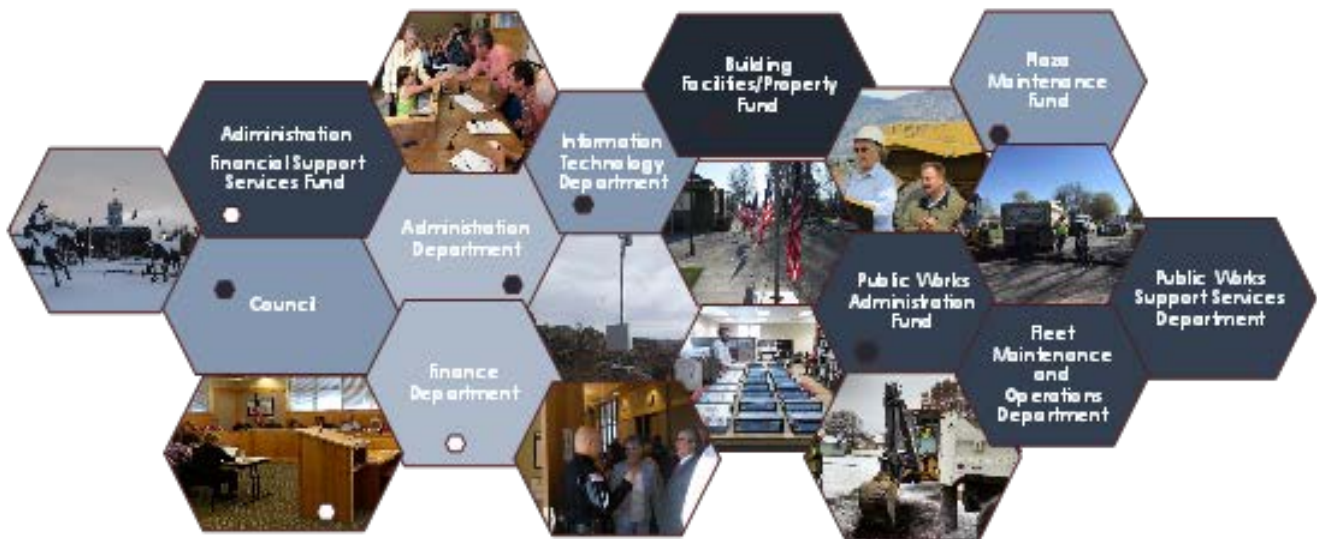 Adiministration
Financial Support
Services Fund
Council
Administration
Department
Finance
Department
Information
Technology
Department
Building
Facilities/Property
Fund
Public Works
Administration
Fund
Plaza
Maintenance
Fund
Fleet
Maintenance
and
Operations
Department
Public Works
Support Services
Department